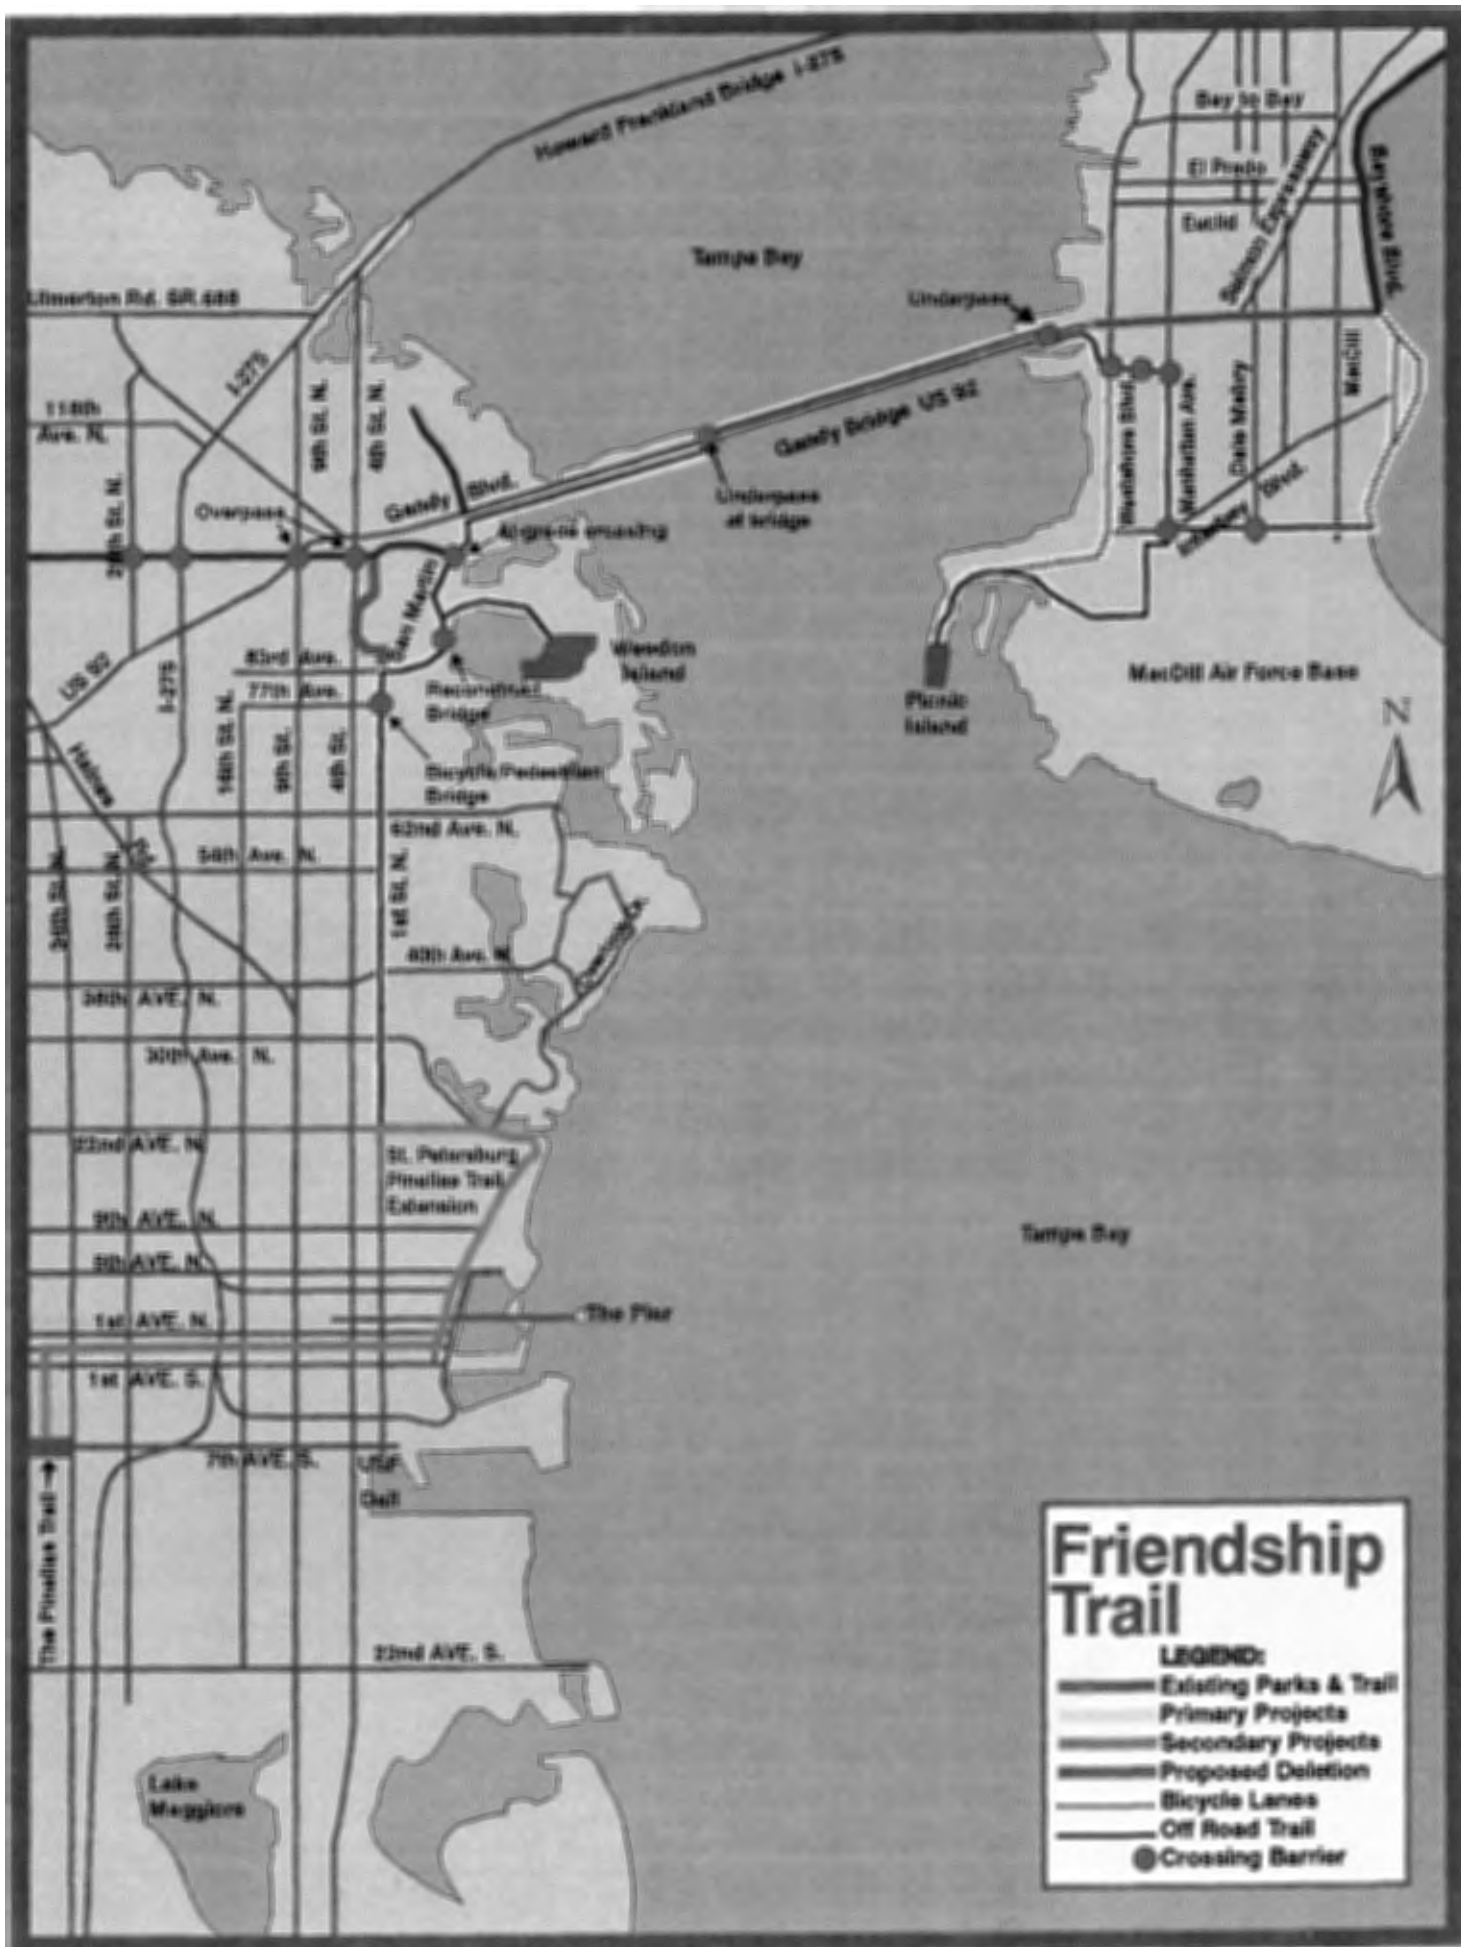 Howard Frankland Bridge I-275
Bay to Bay
El Prado
Euclid
Selmon Expressway
Bayshore Blvd.
Tampa Bay
Underpass
Ulmerton Rd. SR 688
I-275
118th
Ave. N.
9th St. N.
4th St. N.
28th St. N.
Overpass
Gandy Blvd.
At-grade crossing
Gandy Bridge US 92
Underpass
at bridge
Westshore Blvd.
Manhattan Ave.
Dale Mabry
MacDill
Interbay Blvd.
San Martin
83rd Ave.
77th Ave.
US 92
I-275
Weedon
Island
Reconstruct
Bridge
Picnic
Island
MacDill Air Force Base
N
Haines
Rd.
16th St. N.
9th St.
4th St.
Bicycle/Pedestrian
Bridge
62nd Ave. N.
54th Ave. N.
28th St. N.
1st St. N.
40th Ave. N.
38th AVE. N.
30th Ave. N.
22nd AVE. N.
St. Petersburg
Pinellas Trail
Extension
9th AVE. N.
5th AVE. N.
Tampa Bay
1st AVE. N.
The Pier
1st AVE. S.
7th AVE. S.
USF
The Pinellas Trail
22nd AVE. S.
Lake
Maggiore
Friendship
Trail
LEGEND:
Existing Parks & Trail
Primary Projects
Secondary Projects
Proposed Deletion
Bicycle Lanes
Off Road Trail
Crossing Barrier